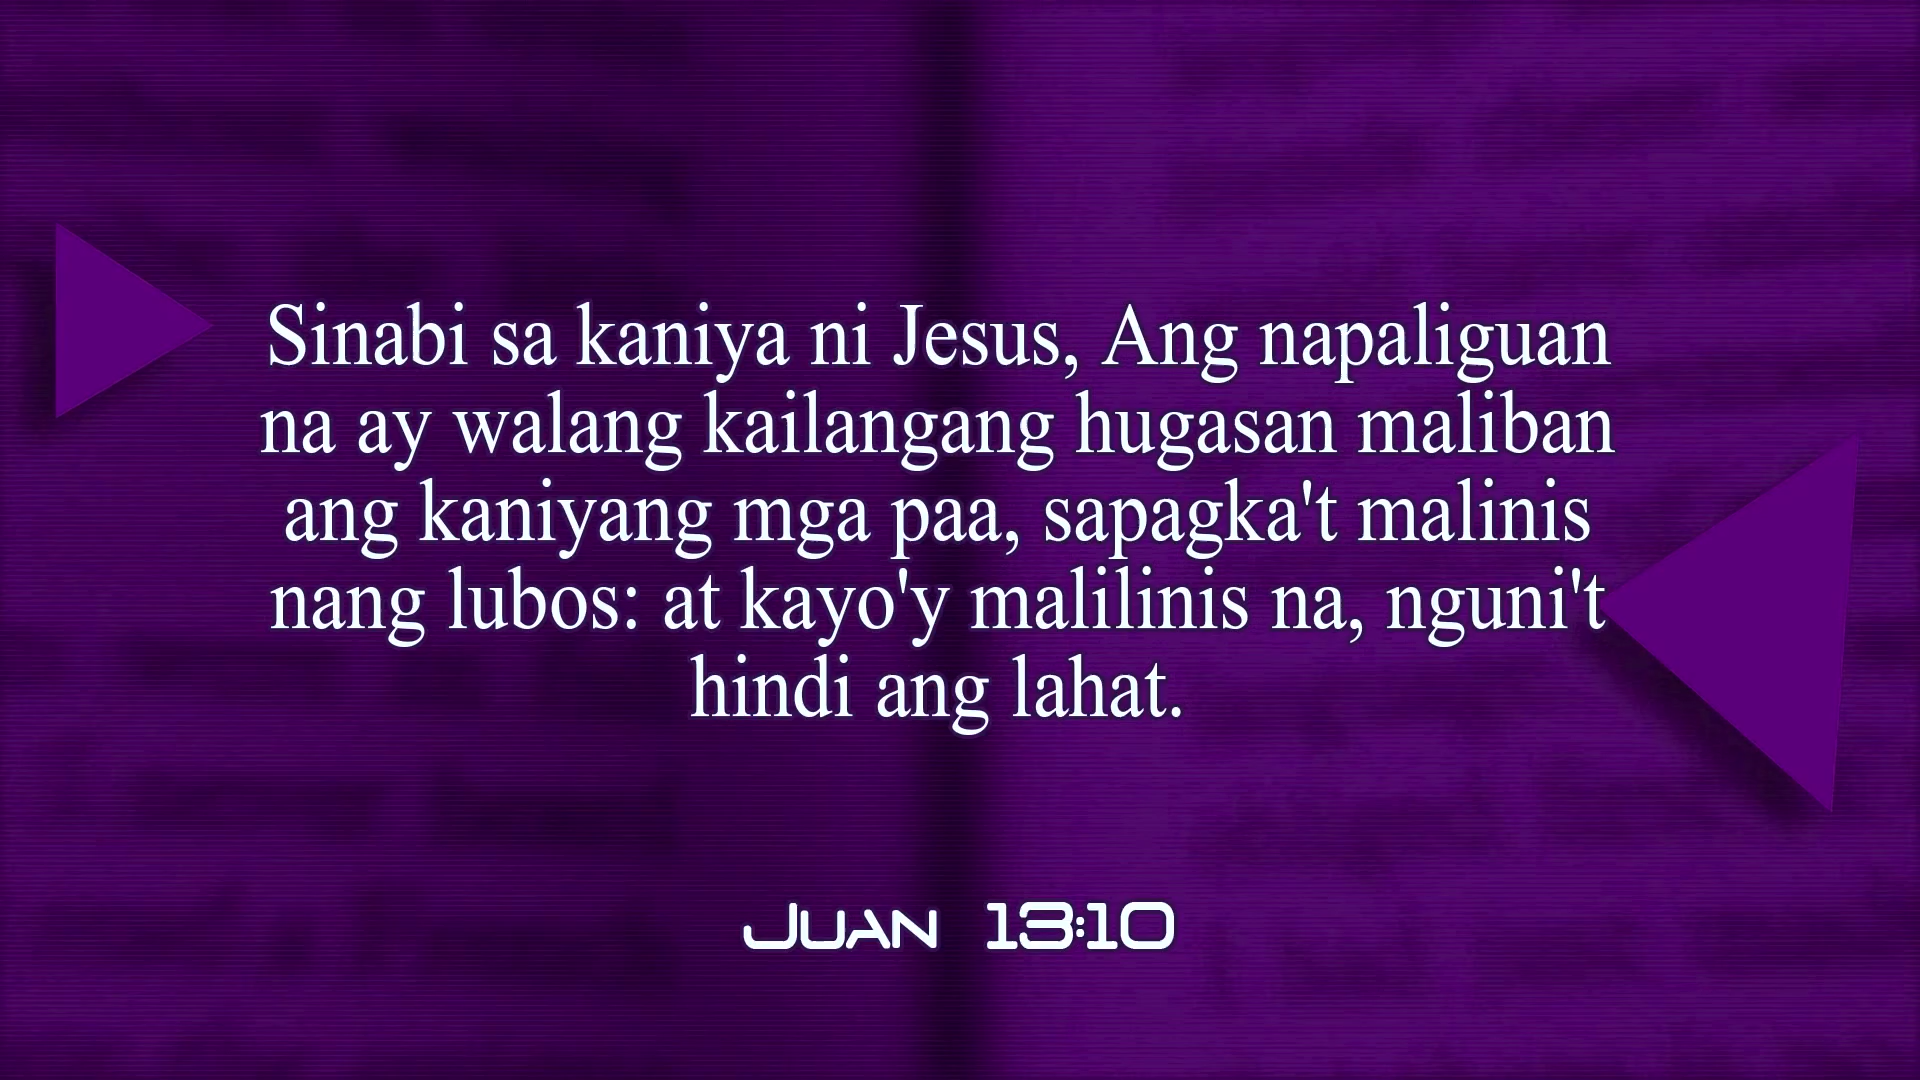 Sinabi sa kaniya ni Jesus, Ang napaliguan
na ay walang kailangang hugasan maliban
ang kaniyang mga paa, sapagka't malinis
nang lubos: at kayo'y malilinis na, nguni't
hindi ang lahat.
Juan 13:10